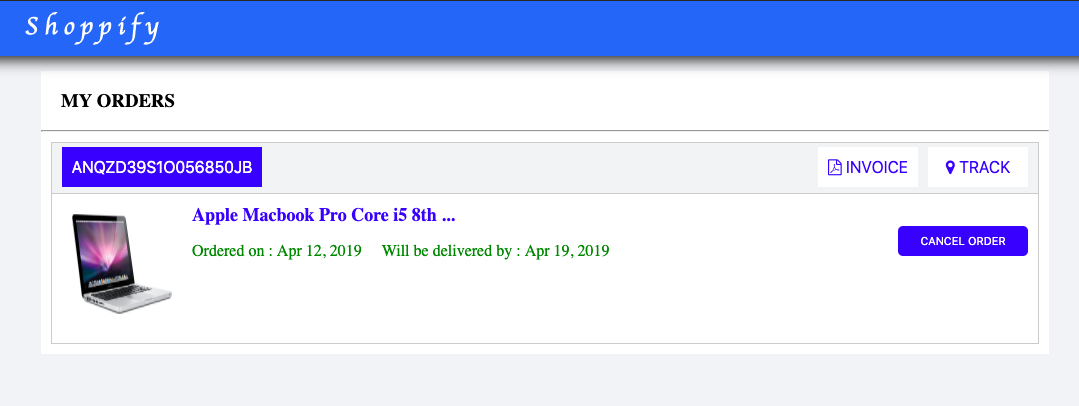 Shoppify
MY ORDERS
ANQZD39S1O056850JB INVOICE TRACK
Apple Macbook Pro Core i5 8th ...
Ordered on : Apr 12, 2019 Will be delivered by : Apr 19, 2019
CANCEL ORDER